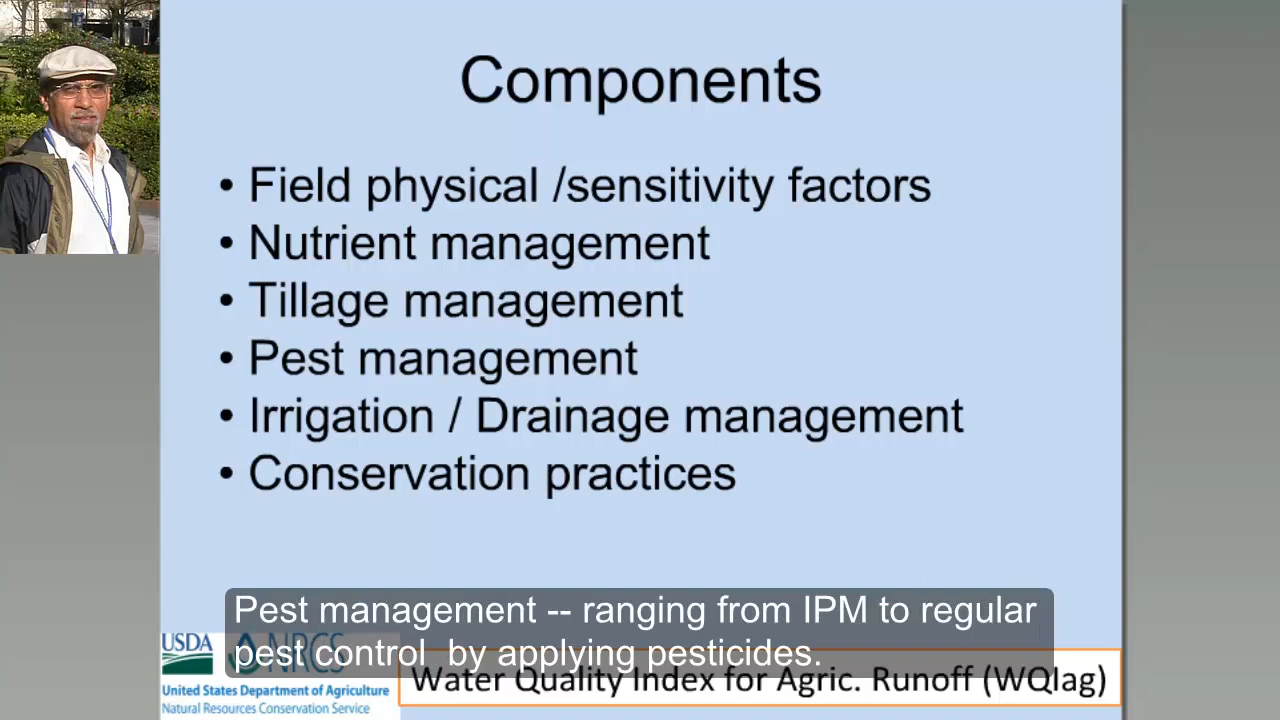 Components
• Field physical /sensitivity factors
• Nutrient management
• Tillage management
• Pest management
• Irrigation / Drainage management
• Conservation practices
Pest management -- ranging from IPM to regular
pest control by applying pesticides.
USDA NRCS
United States Department of Agriculture
Natural Resources Conservation Service
Water Quality Index for Agric. Runoff (WQIag)